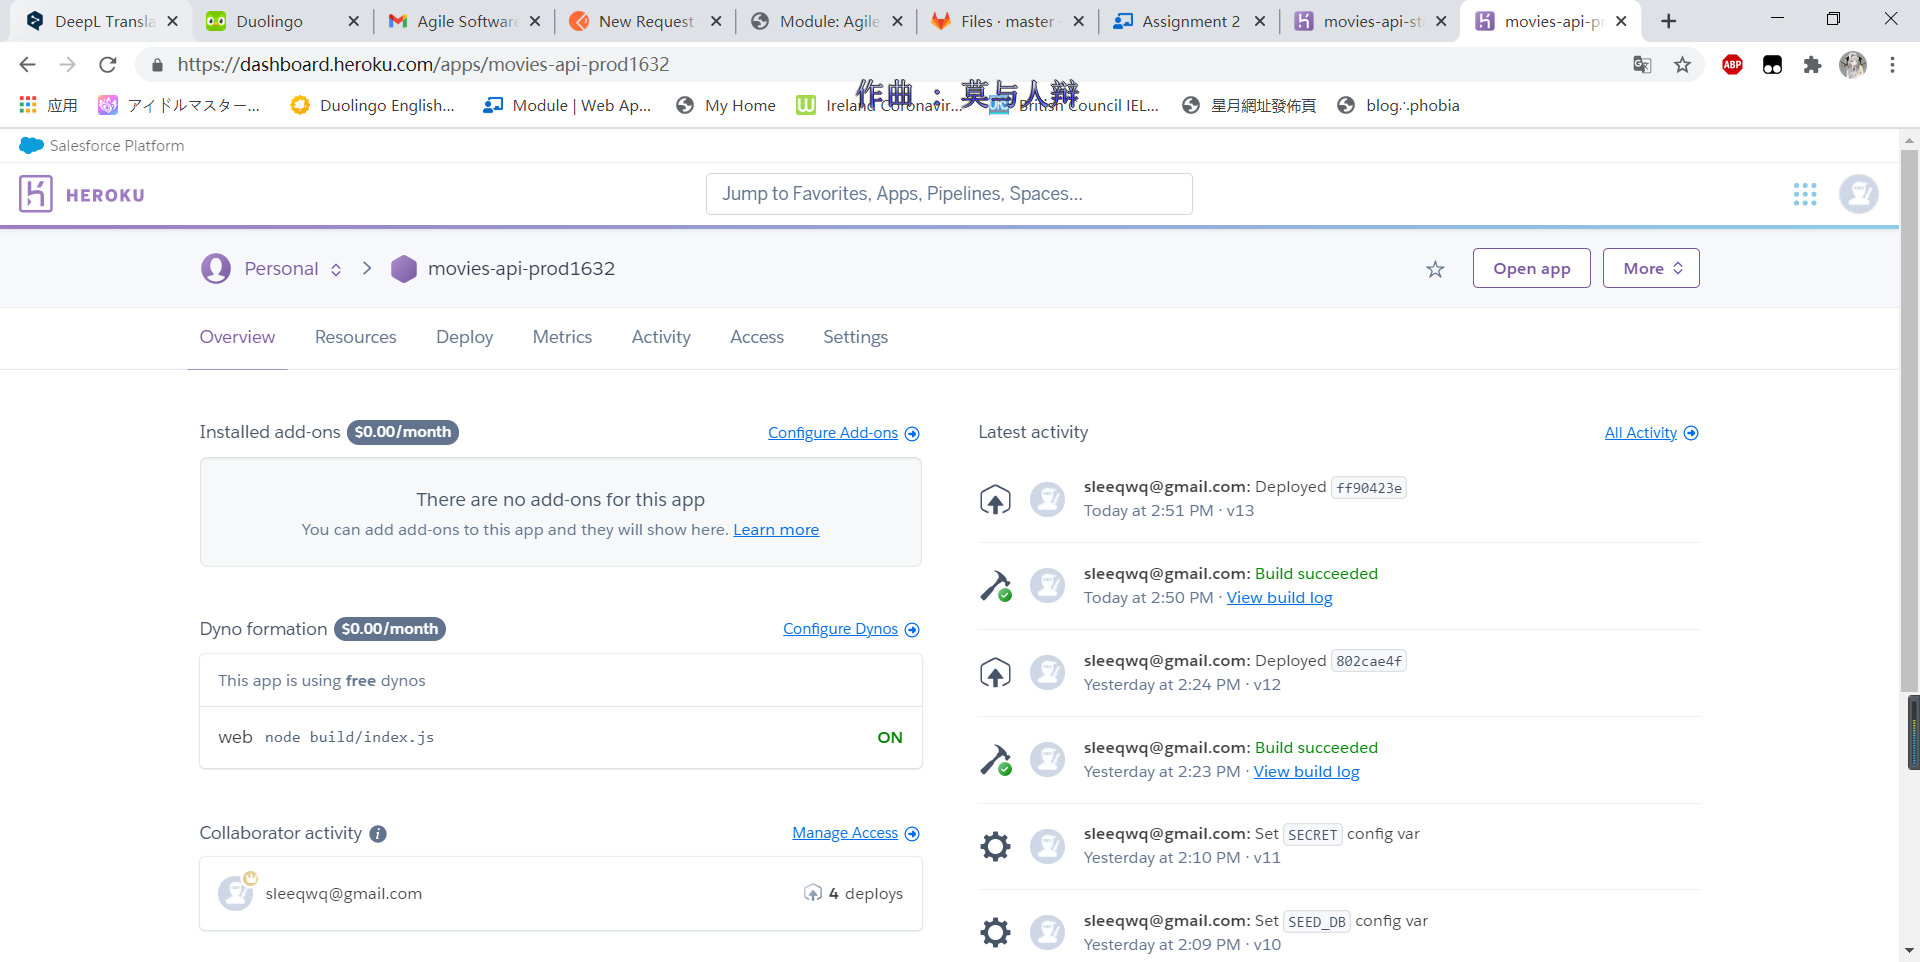 DeepL Transla
Duolingo
Agile Software
New Request
Module: Agile
Files · master
Assignment 2
movies-api-sta
movies-api-pr
https://dashboard.heroku.com/apps/movies-api-prod1632
作曲 : 莫与人辩
应用
アイドルマスター...
Duolingo English...
Module | Web Ap...
My Home
Ireland Coronavir...
British Council IEL...
星月網址發佈頁
blog∴phobia
Salesforce Platform
HEROKU
Jump to Favorites, Apps, Pipelines, Spaces...
Personal
movies-api-prod1632
Open app
More
Overview
Resources
Deploy
Metrics
Activity
Access
Settings
Installed add-ons $0.00/month
Configure Add-ons
There are no add-ons for this app
You can add add-ons to this app and they will show here. Learn more
Dyno formation $0.00/month
Configure Dynos
This app is using free dynos
web node build/index.js
ON
Collaborator activity
Manage Access
sleeqwq@gmail.com
4 deploys
Latest activity
All Activity
sleeqwq@gmail.com: Deployed ff90423e
Today at 2:51 PM · v13
sleeqwq@gmail.com: Build succeeded
Today at 2:50 PM · View build log
sleeqwq@gmail.com: Deployed 802cae4f
Yesterday at 2:24 PM · v12
sleeqwq@gmail.com: Build succeeded
Yesterday at 2:23 PM · View build log
sleeqwq@gmail.com: Set SECRET config var
Yesterday at 2:10 PM · v11
sleeqwq@gmail.com: Set SEED_DB config var
Yesterday at 2:09 PM · v10